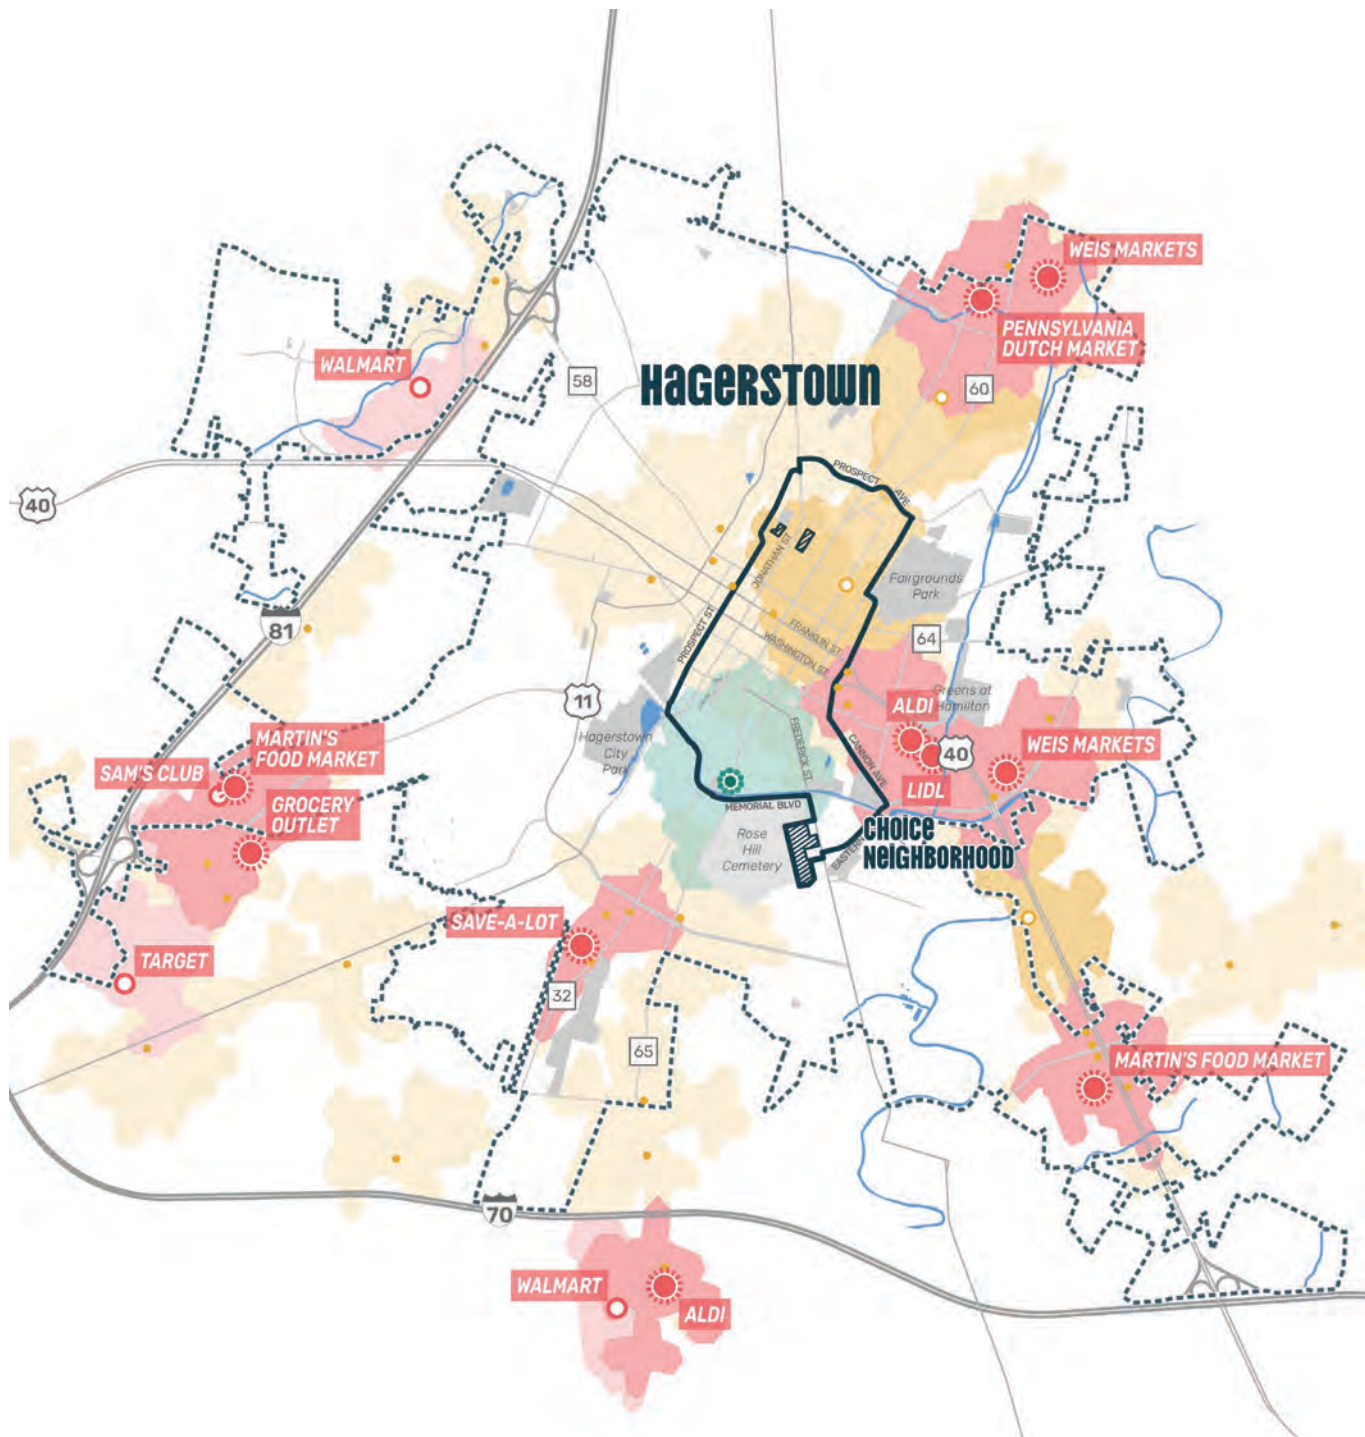 WEIS MARKETS
PENNSYLVANIA
DUTCH MARKET
WALMART
58
HAGERSTOWN
60
PROSPECT AVE
40
JONATHAN ST
Fairgrounds
Park
81
PROSPECT ST
FRANKLIN ST
WASHINGTON ST
64
11
Greens at
Hamilton
ALDI
Hagerstown
City
Park
MARTIN'S
FOOD MARKET
SAM'S CLUB
FREDERICK ST
CANNON AVE
40
WEIS MARKETS
LIDL
GROCERY
OUTLET
MEMORIAL BLVD
Rose
Hill
Cemetery
EASTERN
CHOICE
NEIGHBORHOOD
SAVE-A-LOT
TARGET
32
65
MARTIN'S FOOD MARKET
70
WALMART
ALDI